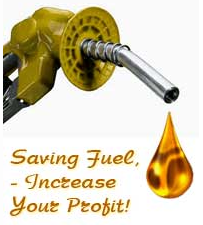 Saving Fuel,
- Increase
Your Profit!